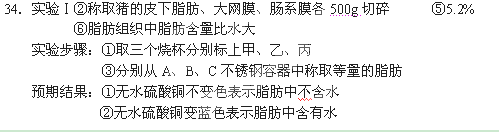 34．实验Ⅰ②称取猪的皮下脂肪、大网膜、肠系膜各 500g 切碎 ⑤5.2%
⑥脂肪组织中脂肪含量比水大
实验步骤：①取三个烧杯分别标上甲、乙、丙
③分别从 A、B、C 不锈钢容器中称取等量的脂肪
预期结果：①无水硫酸铜不变色表示脂肪中不含水
②无水硫酸铜变蓝色表示脂肪中含有水